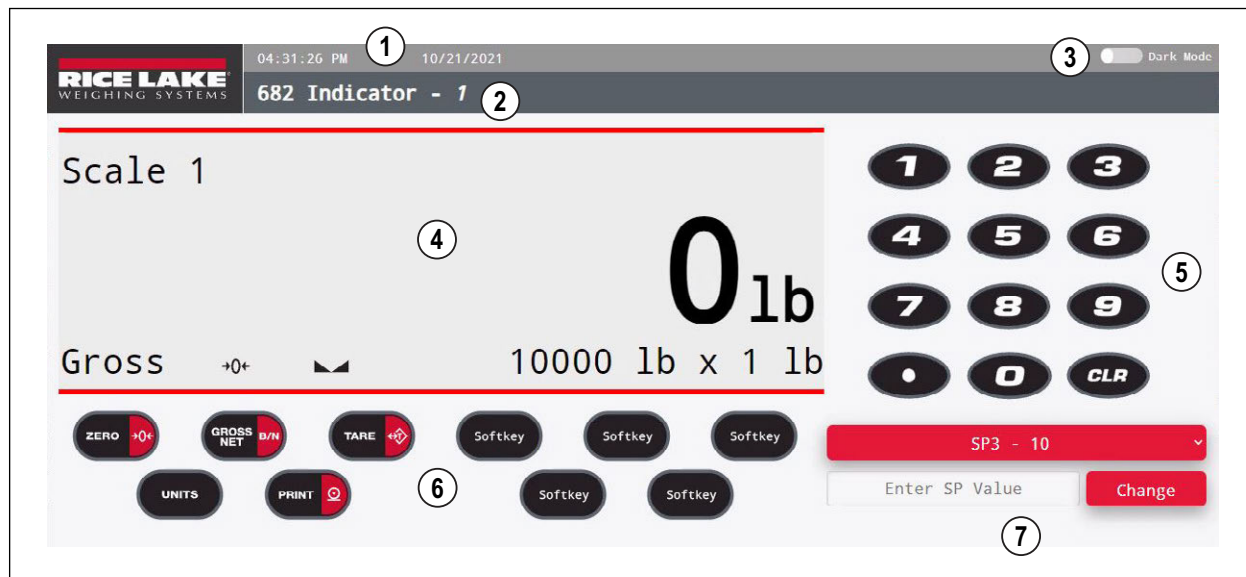 04:31:26 PM 1 10/21/2021 3 Dark Mode
RICE LAKE
WEIGHING SYSTEMS
682 Indicator - 1 2
Scale 1
1 2 3
4
0 lb
4 5 6
5
7 8 9
Gross →0← 10000 lb x 1 lb
. 0 CLR
ZERO →0← GROSS NET B/N TARE T Softkey Softkey Softkey
SP3 - 10
UNITS PRINT 6 Softkey Softkey
Enter SP Value Change
7